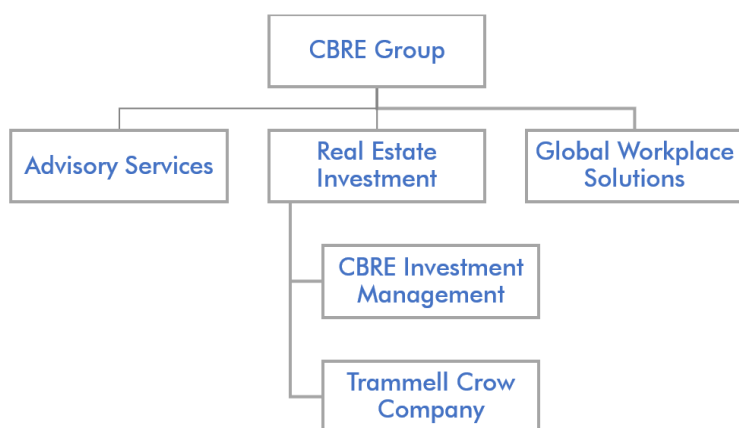 CBRE Group
Advisory Services
Real Estate
Investment
Global Workplace
Solutions
CBRE Investment
Management
Trammell Crow
Company